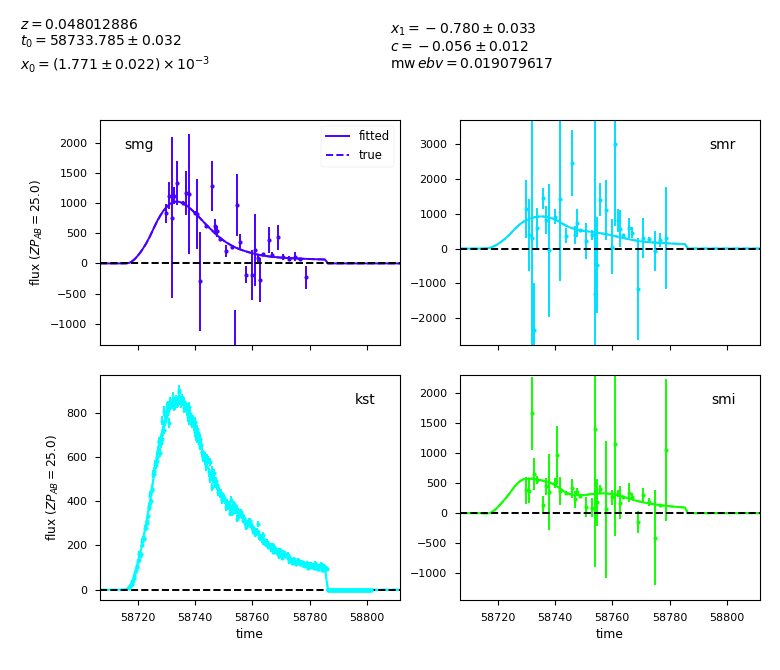 z = 0.048012886
t₀ = 58733.785 ± 0.032
x₀ = (1.771 ± 0.022) × 10⁻³
x₁ = −0.780 ± 0.033
c = −0.056 ± 0.012
mw ebv = 0.019079617
smg
fitted
true
2000
1500
1000
500
0
−500
−1000
flux (ZP_AB = 25.0)
smr
3000
2000
1000
0
−1000
−2000
kst
800
600
400
200
0
flux (ZP_AB = 25.0)
58720 58740 58760 58780 58800
time
smi
2000
1500
1000
500
0
−500
−1000
58720 58740 58760 58780 58800
time